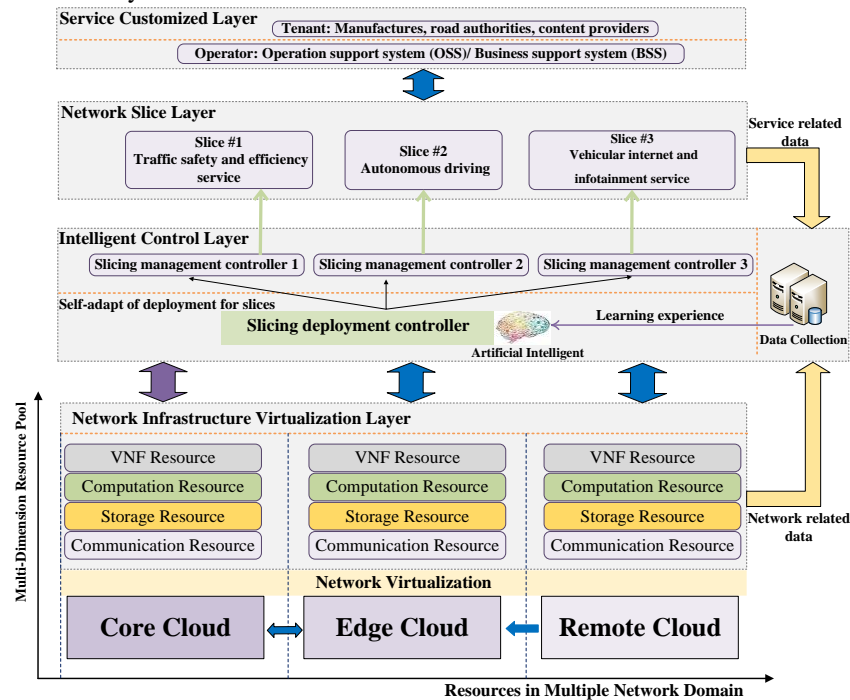 Service Customized Layer
Tenant: Manufactures, road authorities, content providers
Operator: Operation support system (OSS)/ Business support system (BSS)
Network Slice Layer
Slice #1
Traffic safety and efficiency
service
Slice #2
Autonomous driving
Slice #3
Vehicular internet and
infotainment service
Service related
data
Intelligent Control Layer
Slicing management controller 1
Slicing management controller 2
Slicing management controller 3
Self-adapt of deployment for slices
Slicing deployment controller
Artificial Intelligent
Learning experience
Data Collection
Multi-Dimension Resource Pool
Network Infrastructure Virtualization Layer
VNF Resource
Computation Resource
Storage Resource
Communication Resource
VNF Resource
Computation Resource
Storage Resource
Communication Resource
VNF Resource
Computation Resource
Storage Resource
Communication Resource
Network related
data
Network Virtualization
Core Cloud
Edge Cloud
Remote Cloud
Resources in Multiple Network Domain